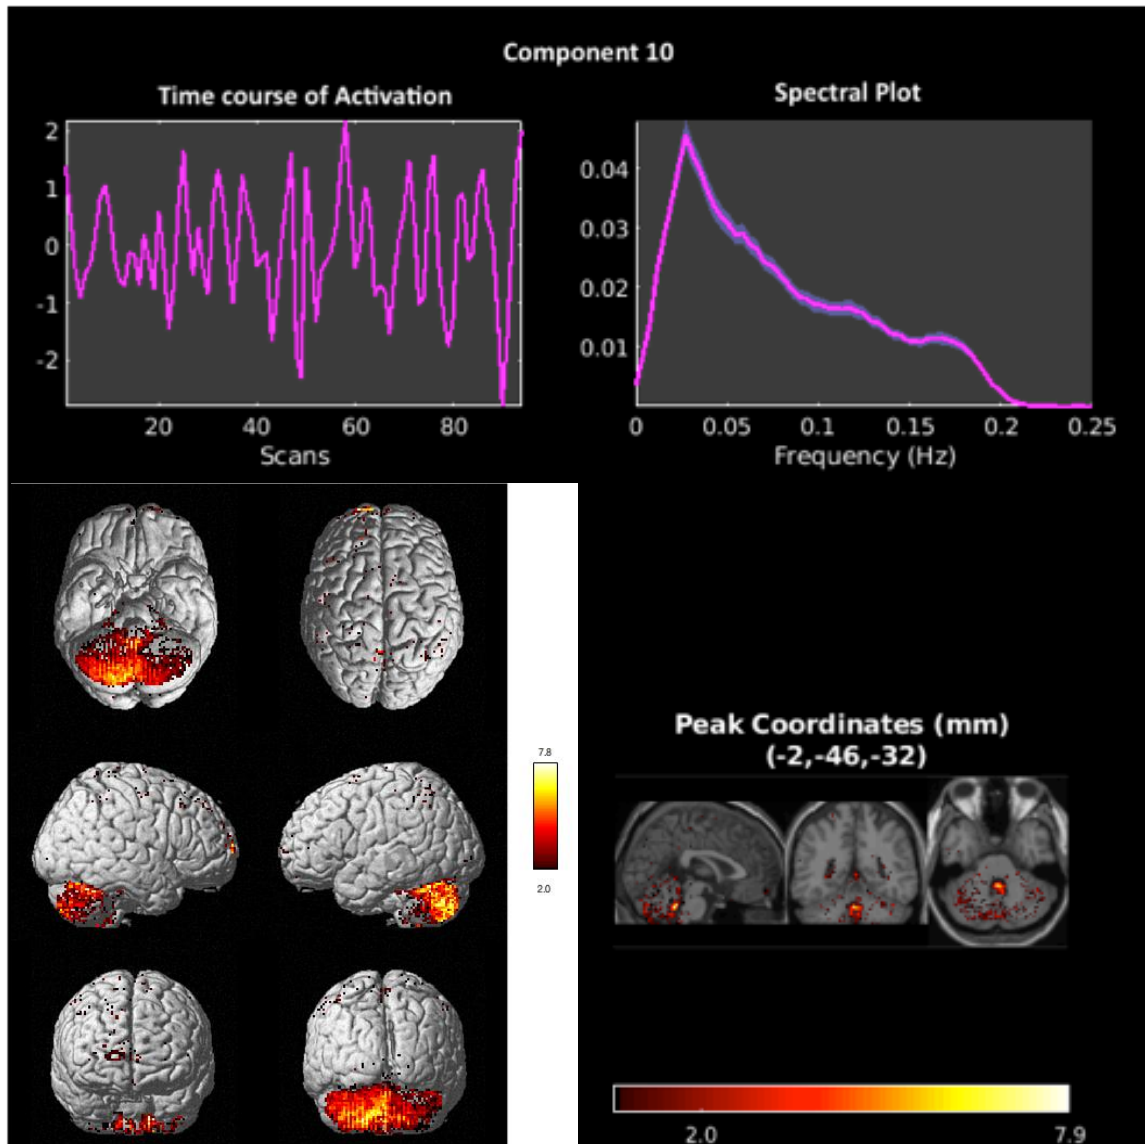 Component 10
Time course of Activation
Spectral Plot
2
1
0
-1
-2
20 40 60 80
Scans
0.04
0.03
0.02
0.01
0 0.05 0.1 0.15 0.2 0.25
Frequency (Hz)
7.8
2.0
Peak Coordinates (mm)
(-2,-46,-32)
2.0 7.9